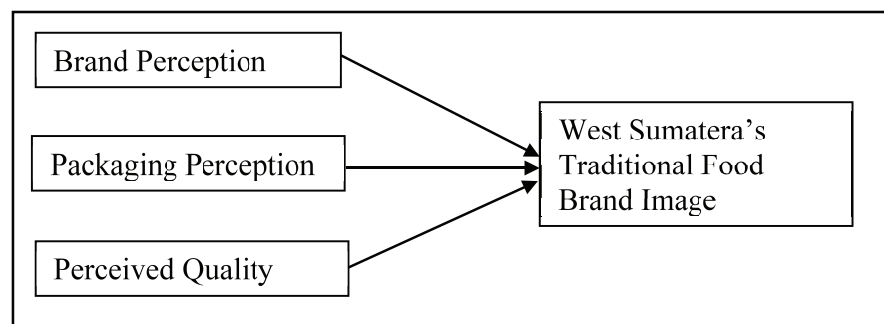 Brand Perception
Packaging Perception
Perceived Quality
West Sumatera’s
Traditional Food
Brand Image